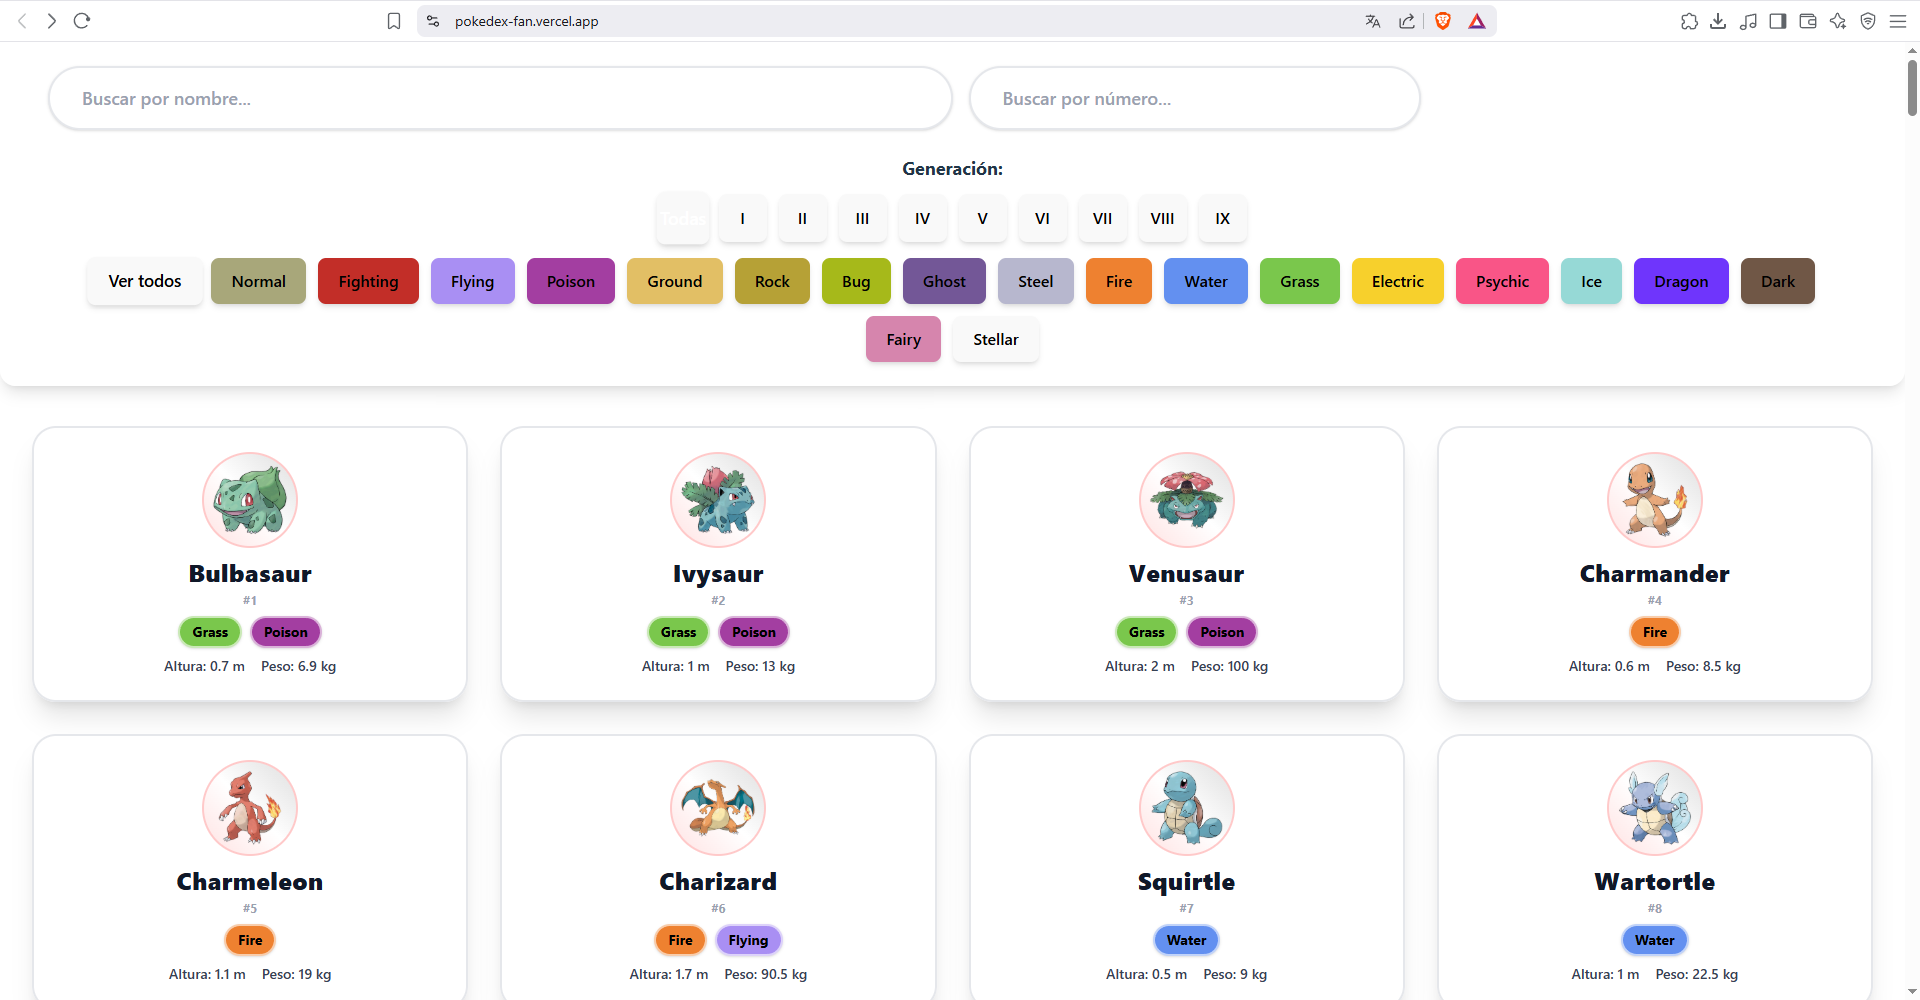 pokedex-fan.vercel.app
Buscar por nombre... Buscar por número...
Generación:
Todas I II III IV V VI VII VIII IX
Ver todos Normal Fighting Flying Poison Ground Rock Bug Ghost Steel Fire Water Grass Electric Psychic Ice Dragon Dark
Fairy Stellar
Bulbasaur Ivysaur Venusaur Charmander
#1 #2 #3 #4
Grass Poison Grass Poison Grass Poison Fire
Altura: 0.7 m Peso: 6.9 kg Altura: 1 m Peso: 13 kg Altura: 2 m Peso: 100 kg Altura: 0.6 m Peso: 8.5 kg
Charmeleon Charizard Squirtle Wartortle
#5 #6 #7 #8
Fire Fire Flying Water Water
Altura: 1.1 m Peso: 19 kg Altura: 1.7 m Peso: 90.5 kg Altura: 0.5 m Peso: 9 kg Altura: 1 m Peso: 22.5 kg